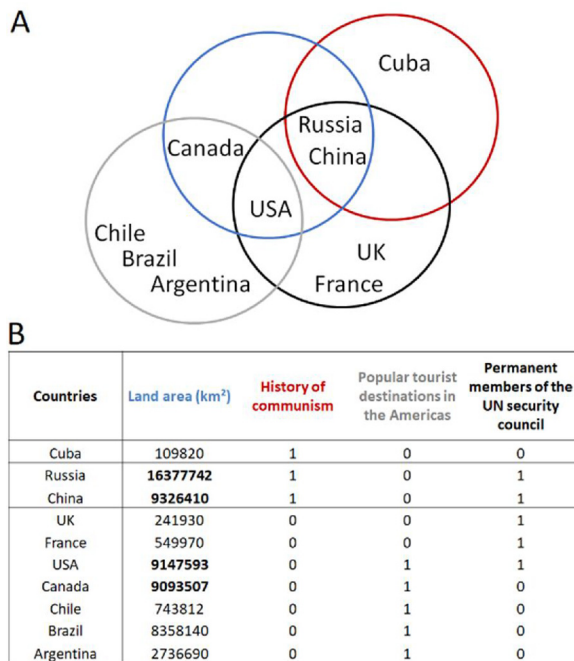 A
Cuba
Russia
Canada
China
USA
Chile
UK
Brazil
Argentina
France
B
Countries Land area (km²) History of communism Popular tourist destinations in the Americas Permanent members of the UN security council
Cuba 109820 1 0 0
Russia 16377742 1 0 1
China 9326410 1 0 1
UK 241930 0 0 1
France 549970 0 0 1
USA 9147593 0 1 1
Canada 9093507 0 1 0
Chile 743812 0 1 0
Brazil 8358140 0 1 0
Argentina 2736690 0 1 0